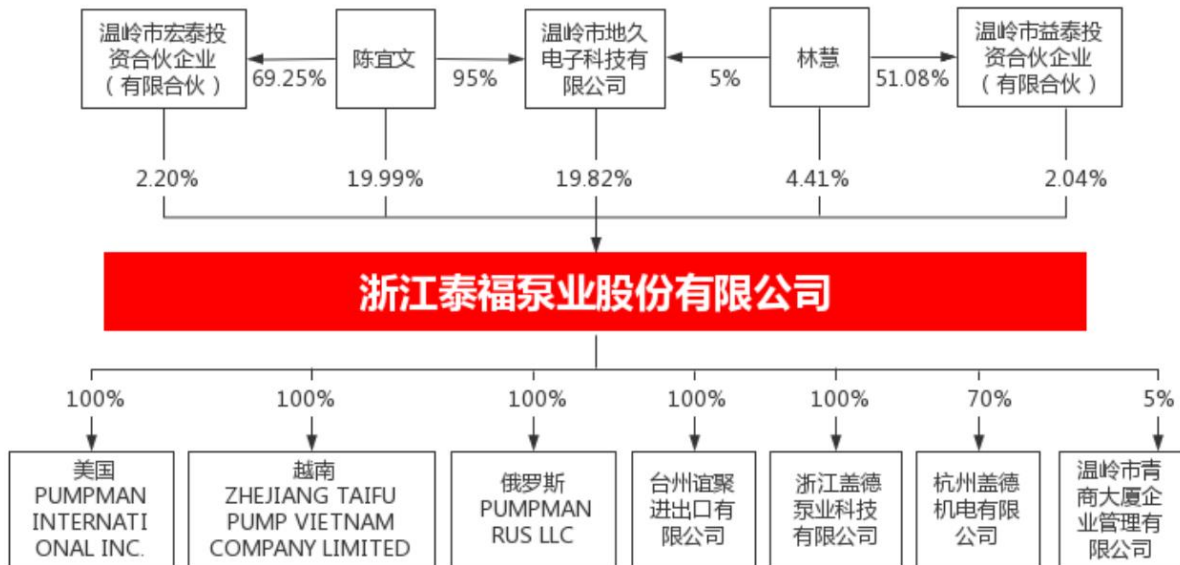 温岭市宏泰投
资合伙企业
（有限合伙）
69.25%
陈宜文
95%
温岭市地久
电子科技有
限公司
5%
林慧
51.08%
温岭市益泰投
资合伙企业
（有限合伙）
2.20%
19.99%
19.82%
4.41%
2.04%
浙江泰福泵业股份有限公司
100%
100%
100%
100%
100%
70%
5%
美国
PUMPMAN
INTERNATI
ONAL INC.
越南
ZHEJIANG TAIFU
PUMP VIETNAM
COMPANY LIMITED
俄罗斯
PUMPMAN
RUS LLC
台州谊聚
进出口有
限公司
浙江盖德
泵业科技
有限公司
杭州盖德
机电有限
公司
温岭市青
商大厦企
业管理有
限公司